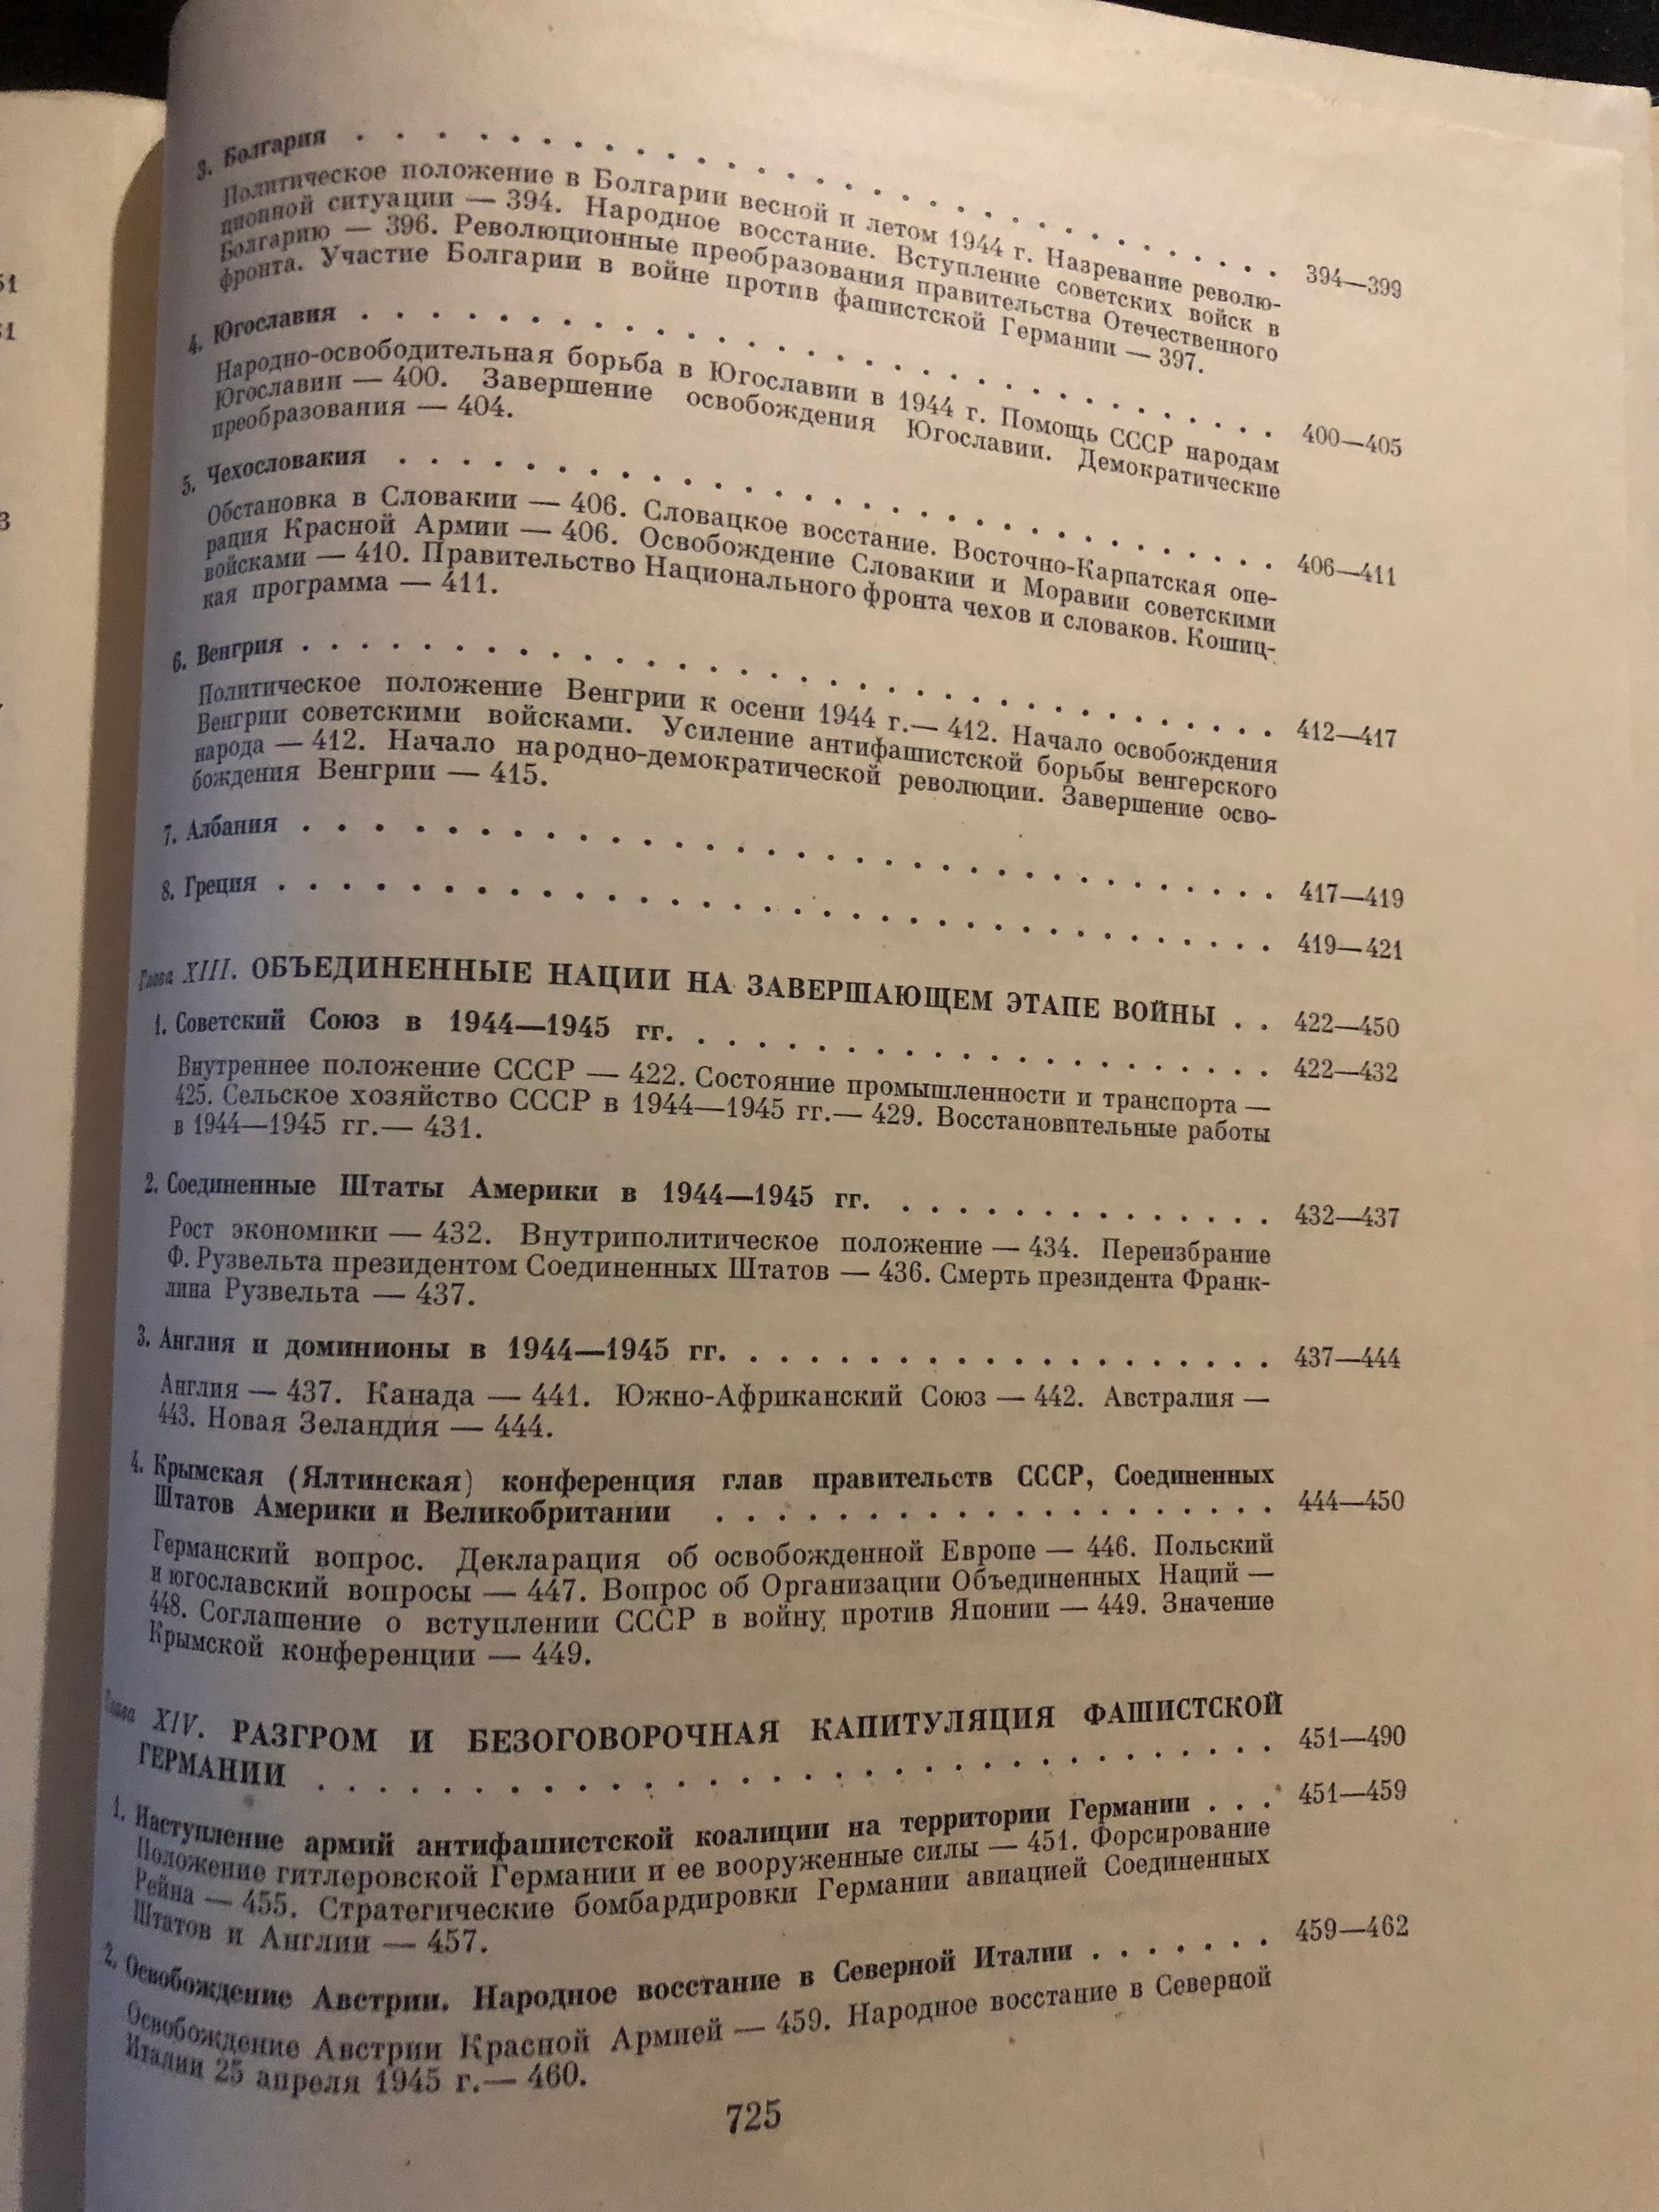 3. Болгария . . . . . . . . . . . . . . . . . . . . . . . 394—399
Политическое положение в Болгарии весной и летом 1944 г. Назревание револю-
ционной ситуации — 394. Народное восстание. Вступление советских войск в
Болгарию — 396. Революционные преобразования правительства Отечественного
фронта. Участие Болгарии в войне против фашистской Германии — 397.
4. Югославия . . . . . . . . . . . . . . . . . . . . . . . 400—405
Народно-освободительная борьба в Югославии в 1944 г. Помощь СССР народам
Югославии — 400. Завершение освобождения Югославии. Демократические
преобразования — 404.
5. Чехословакия . . . . . . . . . . . . . . . . . . . . . . 406—411
Обстановка в Словакии — 406. Словацкое восстание. Восточно-Карпатская опе-
рация Красной Армии — 406. Освобождение Словакии и Моравии советскими
войсками — 410. Правительство Национального фронта чехов и словаков. Кошиц-
кая программа — 411.
6. Венгрия . . . . . . . . . . . . . . . . . . . . . . . . 412—417
Политическое положение Венгрии к осени 1944 г.— 412. Начало освобождения
Венгрии советскими войсками. Усиление антифашистской борьбы венгерского
народа — 412. Начало народно-демократической революции. Завершение осво-
бождения Венгрии — 415.
7. Албания . . . . . . . . . . . . . . . . . . . . . . . . 417—419
8. Греция . . . . . . . . . . . . . . . . . . . . . . . . 419—421
Глава XIII. ОБЪЕДИНЕННЫЕ НАЦИИ НА ЗАВЕРШАЮЩЕМ ЭТАПЕ ВОЙНЫ . . 422—450
1. Советский Союз в 1944—1945 гг. . . . . . . . . . . . . . . . . 422—432
Внутреннее положение СССР — 422. Состояние промышленности и транспорта —
425. Сельское хозяйство СССР в 1944—1945 гг.— 429. Восстановительные работы
в 1944—1945 гг.— 431.
2. Соединенные Штаты Америки в 1944—1945 гг. . . . . . . . . . . . . 432—437
Рост экономики — 432. Внутриполитическое положение — 434. Переизбрание
Ф. Рузвельта президентом Соединенных Штатов — 436. Смерть президента Франк-
лина Рузвельта — 437.
3. Англия и доминионы в 1944—1945 гг. . . . . . . . . . . . . . . . . 437—444
Англия — 437. Канада — 441. Южно-Африканский Союз — 442. Австралия —
443. Новая Зеландия — 444.
4. Крымская (Ялтинская) конференция глав правительств СССР, Соединенных
Штатов Америки и Великобритании . . . . . . . . . . . . . . . . . 444—450
Германский вопрос. Декларация об освобожденной Европе — 446. Польский
и югославский вопросы — 447. Вопрос об Организации Объединенных Наций —
448. Соглашение о вступлении СССР в войну против Японии — 449. Значение
Крымской конференции — 449.
Глава XIV. РАЗГРОМ И БЕЗОГОВОРОЧНАЯ КАПИТУЛЯЦИЯ ФАШИСТСКОЙ
ГЕРМАНИИ . . . . . . . . . . . . . . . . . . . . . . . 451—490
1. Наступление армий антифашистской коалиции на территории Германии . . . 451—459
Положение гитлеровской Германии и ее вооруженные силы — 451. Форсирование
Рейна — 455. Стратегические бомбардировки Германии авиацией Соединенных
Штатов и Англии — 457.
2. Освобождение Австрии. Народное восстание в Северной Италии . . . . . . . 459—462
Освобождение Австрии Красной Армией — 459. Народное восстание в Северной
Италии 25 апреля 1945 г.— 460.
725